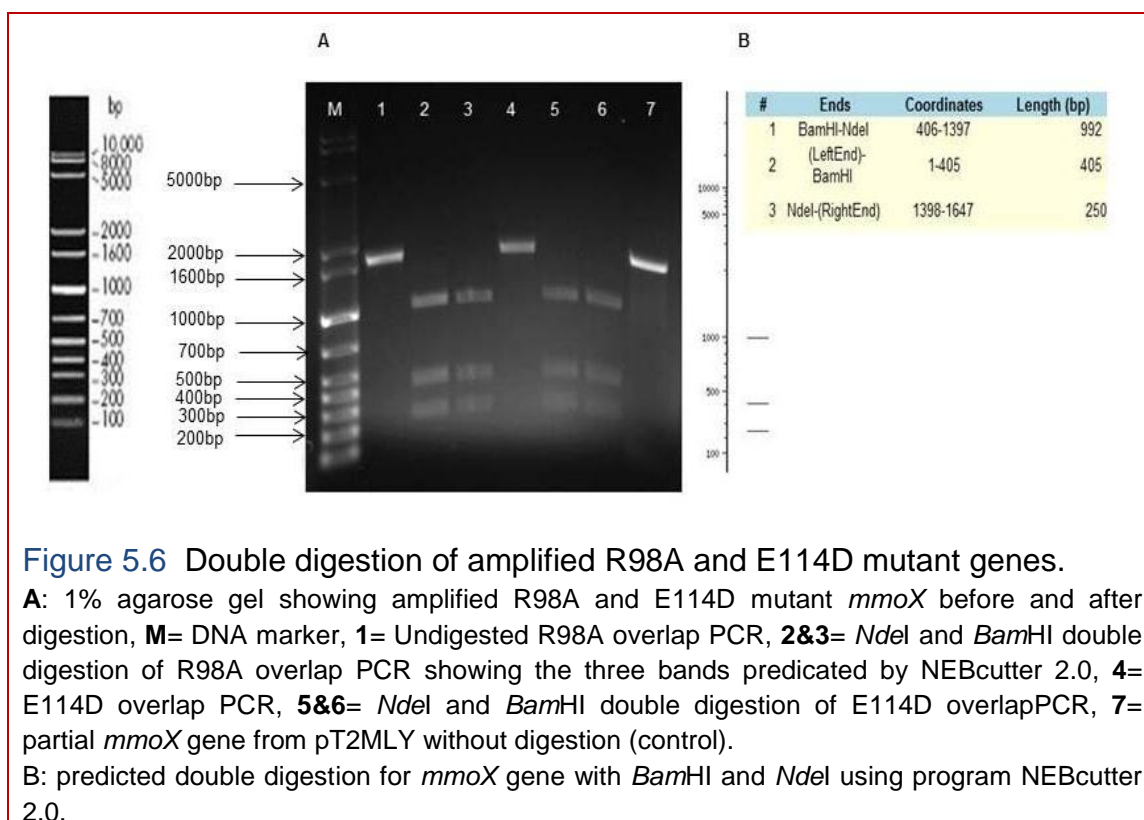 A
B
bp
10,000
8000
5000
2000
1600
1000
700
500
400
300
200
100
5000bp
2000bp
1600bp
1000bp
700bp
500bp
400bp
300bp
200bp
M 1 2 3 4 5 6 7
10000
5000
1000
500
100
# Ends Coordinates Length (bp)
1 BamHI-NdeI 406-1397 992
2 (LeftEnd)-
BamHI 1-405 405
3 NdeI-(RightEnd) 1398-1647 250
Figure 5.6 Double digestion of amplified R98A and E114D mutant genes.
A: 1% agarose gel showing amplified R98A and E114D mutant mmoX before and after
digestion, M= DNA marker, 1= Undigested R98A overlap PCR, 2&3= NdeI and BamHI double
digestion of R98A overlap PCR showing the three bands predicated by NEBcutter 2.0, 4=
E114D overlap PCR, 5&6= NdeI and BamHI double digestion of E114D overlapPCR, 7=
partial mmoX gene from pT2MLY without digestion (control).
B: predicted double digestion for mmoX gene with BamHI and NdeI using program NEBcutter
2.0.